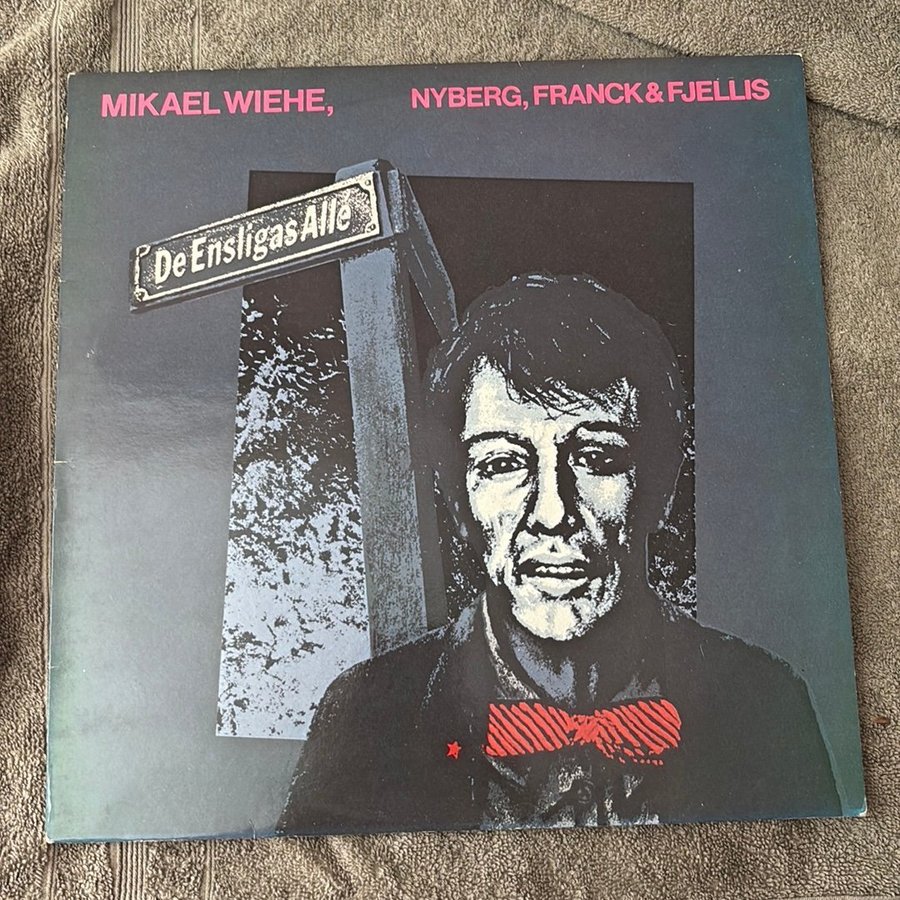 MIKAEL WIEHE, NYBERG, FRANCK & FJELLIS
De Ensligas Allé